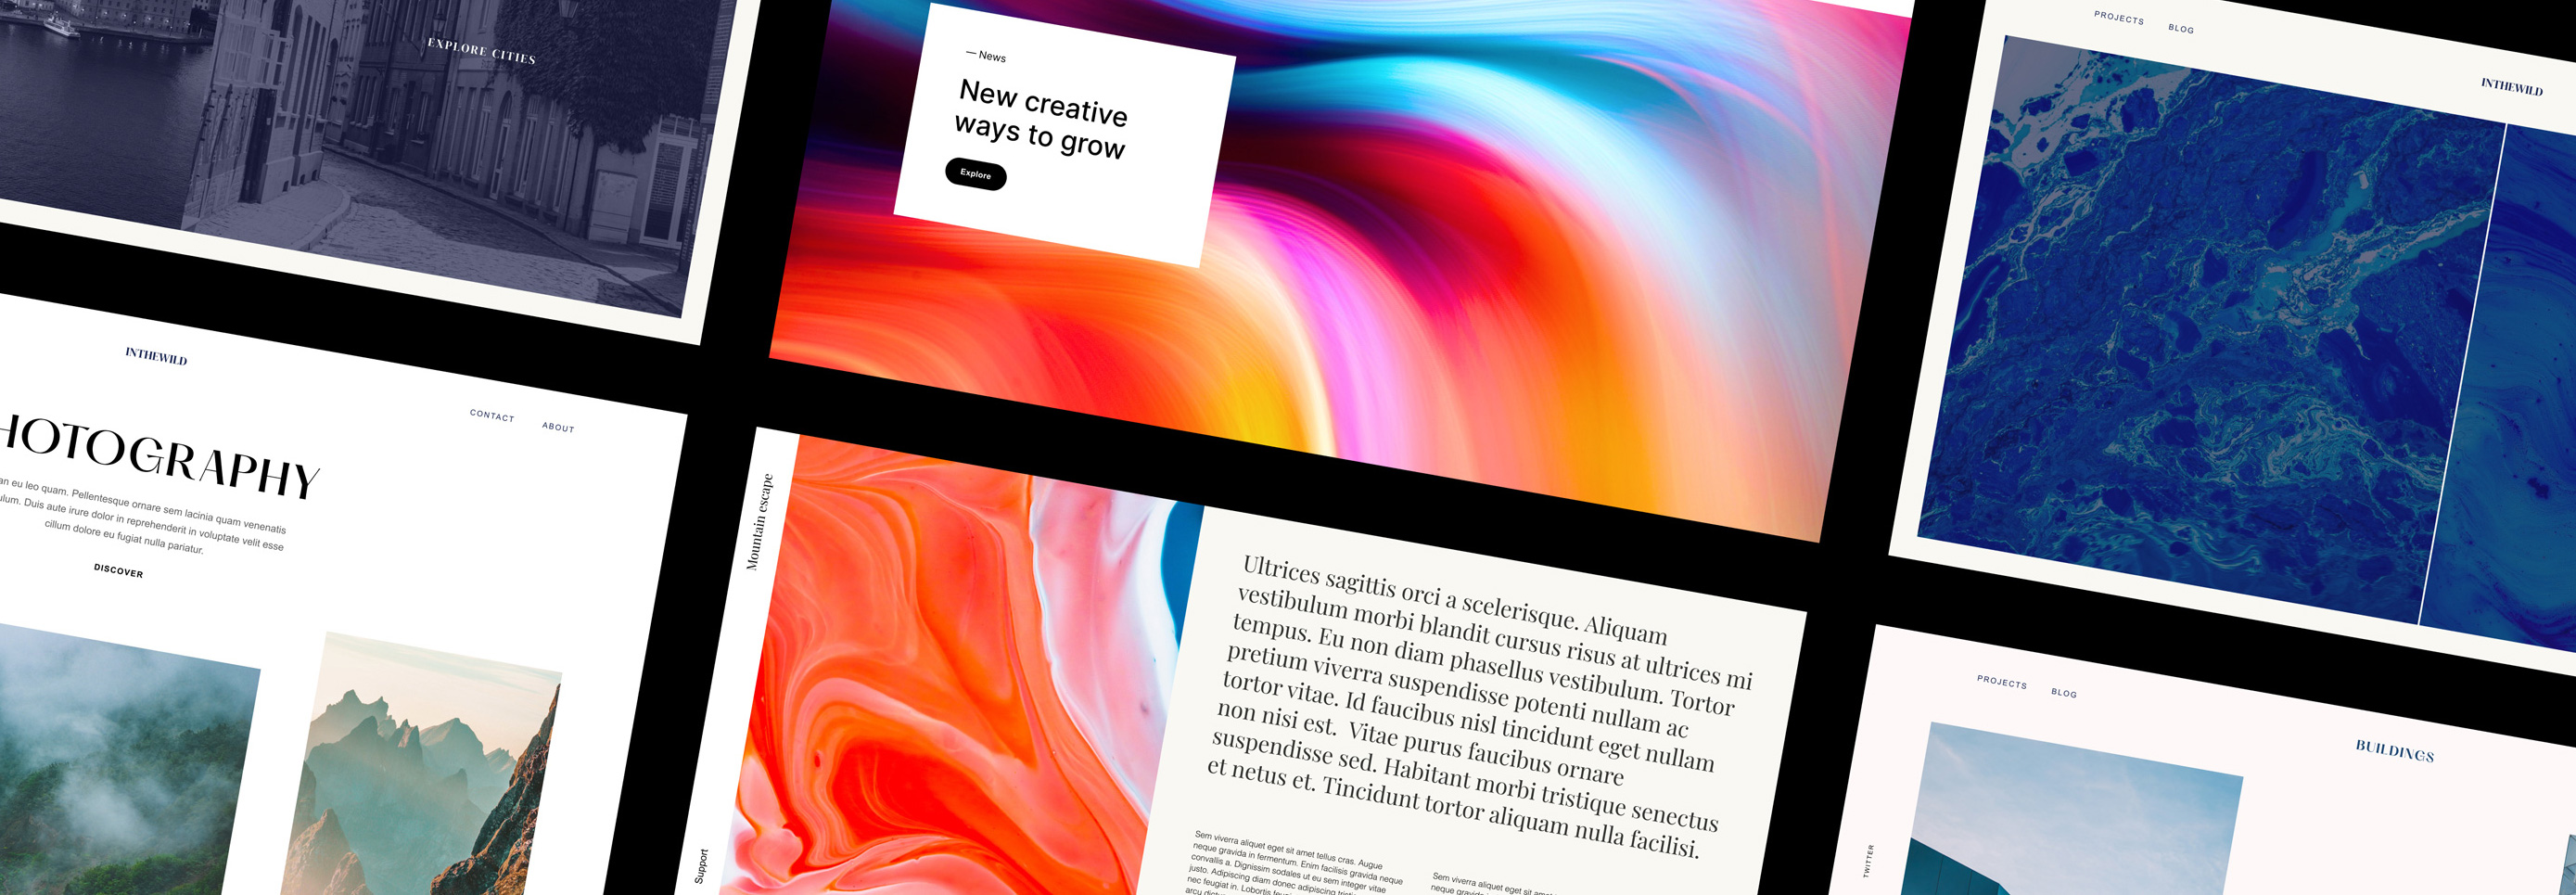 EXPLORE CITIES
— News
New creative
ways to grow
Explore
PROJECTS
BLOG
INTHEWILD
INTHEWILD
CONTACT
ABOUT
HOTOGRAPHY
eu leo quam. Pellentesque ornare sem lacinia quam venenatis
Duis aute irure dolor in reprehenderit in voluptate velit esse
cillum dolore eu fugiat nulla pariatur.
DISCOVER
Mountain escape
Support
Ultrices sagittis orci a scelerisque. Aliquam
vestibulum morbi blandit cursus risus at ultrices mi
tempus. Eu non diam phasellus vestibulum. Tortor
pretium viverra suspendisse potenti nullam ac
tortor vitae. Id faucibus nisl tincidunt eget nullam
non nisi est. Vitae purus faucibus ornare
suspendisse sed. Habitant morbi tristique senectus
et netus et. Tincidunt tortor aliquam nulla facilisi.
Sem viverra aliquet eget sit amet tellus cras. Augue
neque gravida in fermentum. Enim facilisis gravida neque
convallis a. Dignissim sodales ut eu sem integer vitae
justo. Adipiscing diam donec adipiscing
nec feugiat in. Lobortis
Sem viverra aliquet eget sit
PROJECTS
BLOG
BUILDINGS
TWITTER